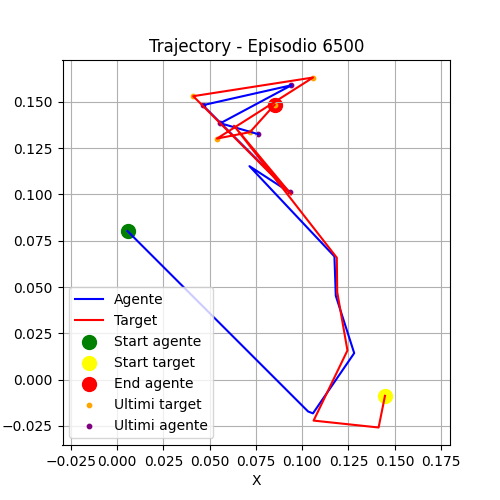 Trajectory - Episodio 6500
0.150
0.125
0.100
0.075
0.050
0.025
0.000
−0.025
Agente
Target
Start agente
Start target
End agente
Ultimi target
Ultimi agente
−0.025 0.000 0.025 0.050 0.075 0.100 0.125 0.150 0.175
X